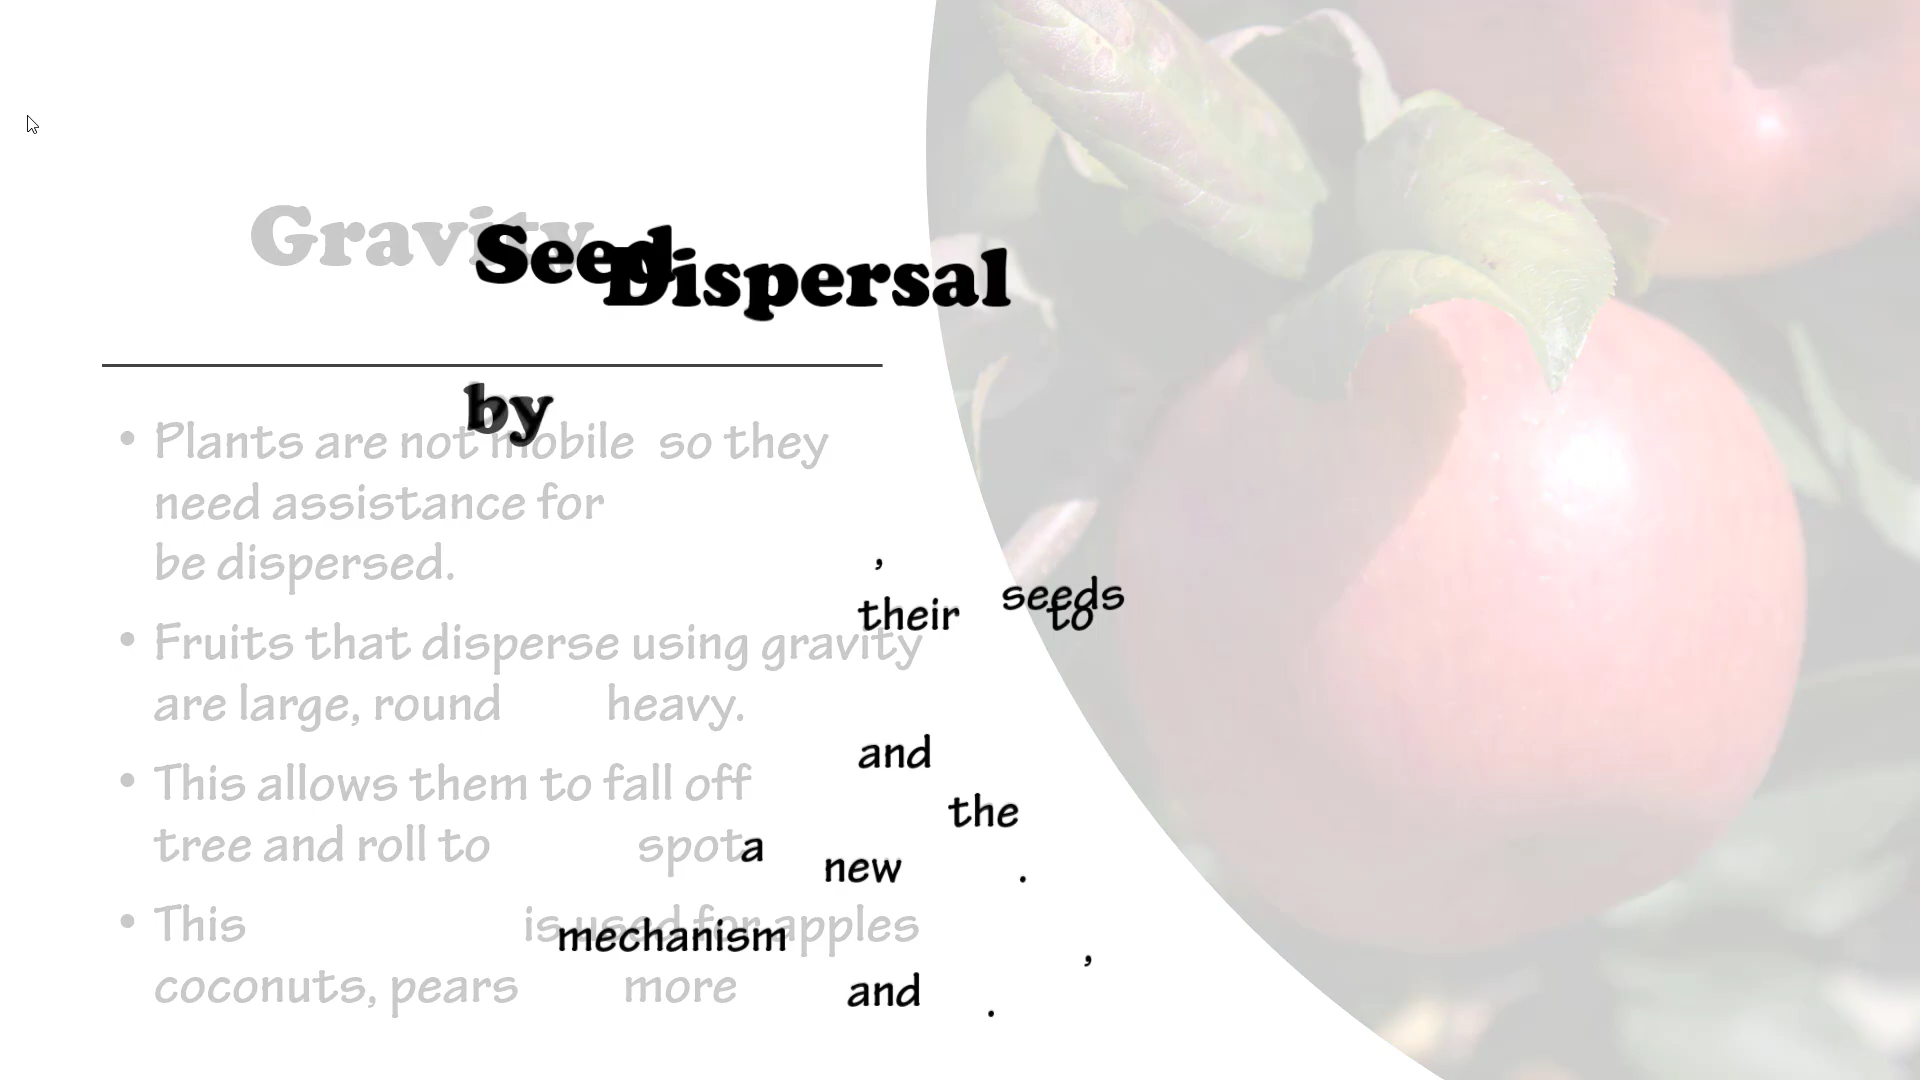 Gravity
Seed Dispersal
by
• Plants are not mobile so they
need assistance for
be dispersed.
,
their seeds to
• Fruits that disperse using gravity
are large, round heavy.
and
• This allows them to fall off
the
tree and roll to spot a
new .
• This is used for apples
mechanism ,
coconuts, pears more and .